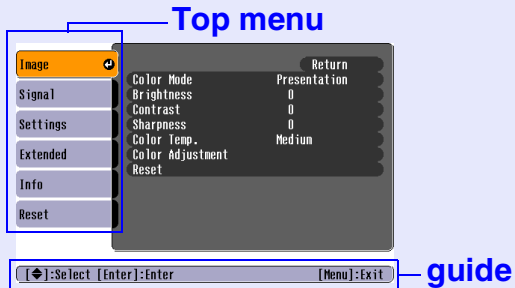 Top menu
Image
Signal
Settings
Extended
Info
Reset
Return
Color Mode Presentation
Brightness 0
Contrast 0
Sharpness 0
Color Temp. Medium
Color Adjustment
Reset
[◆]:Select [Enter]:Enter [Menu]:Exit
guide